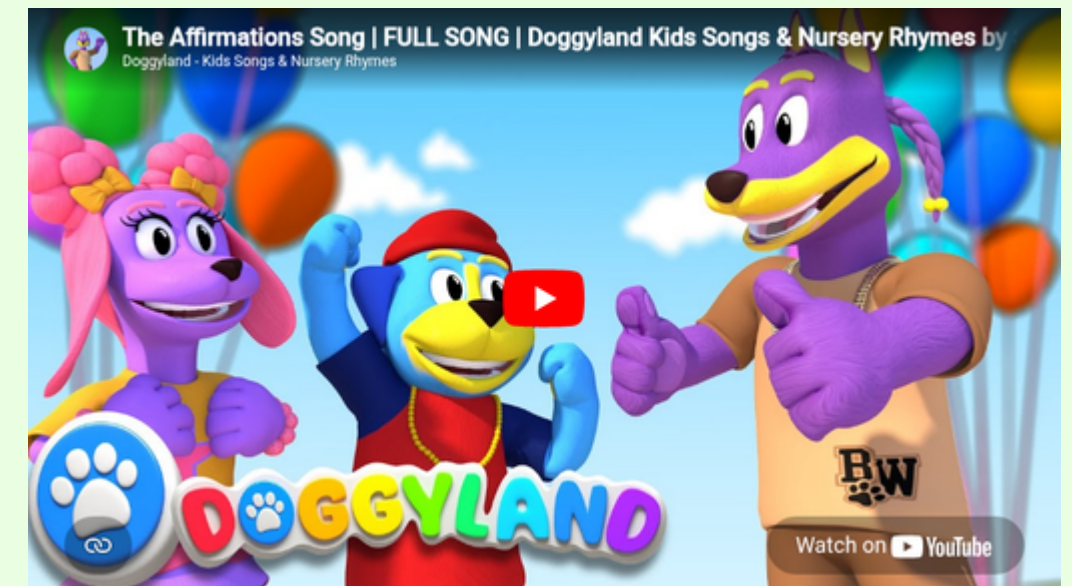 The Affirmations Song | FULL SONG | Doggyland Kids Songs & Nursery Rhymes by
Doggyland - Kids Songs & Nursery Rhymes
BW
DOGGYLAND
Watch on YouTube